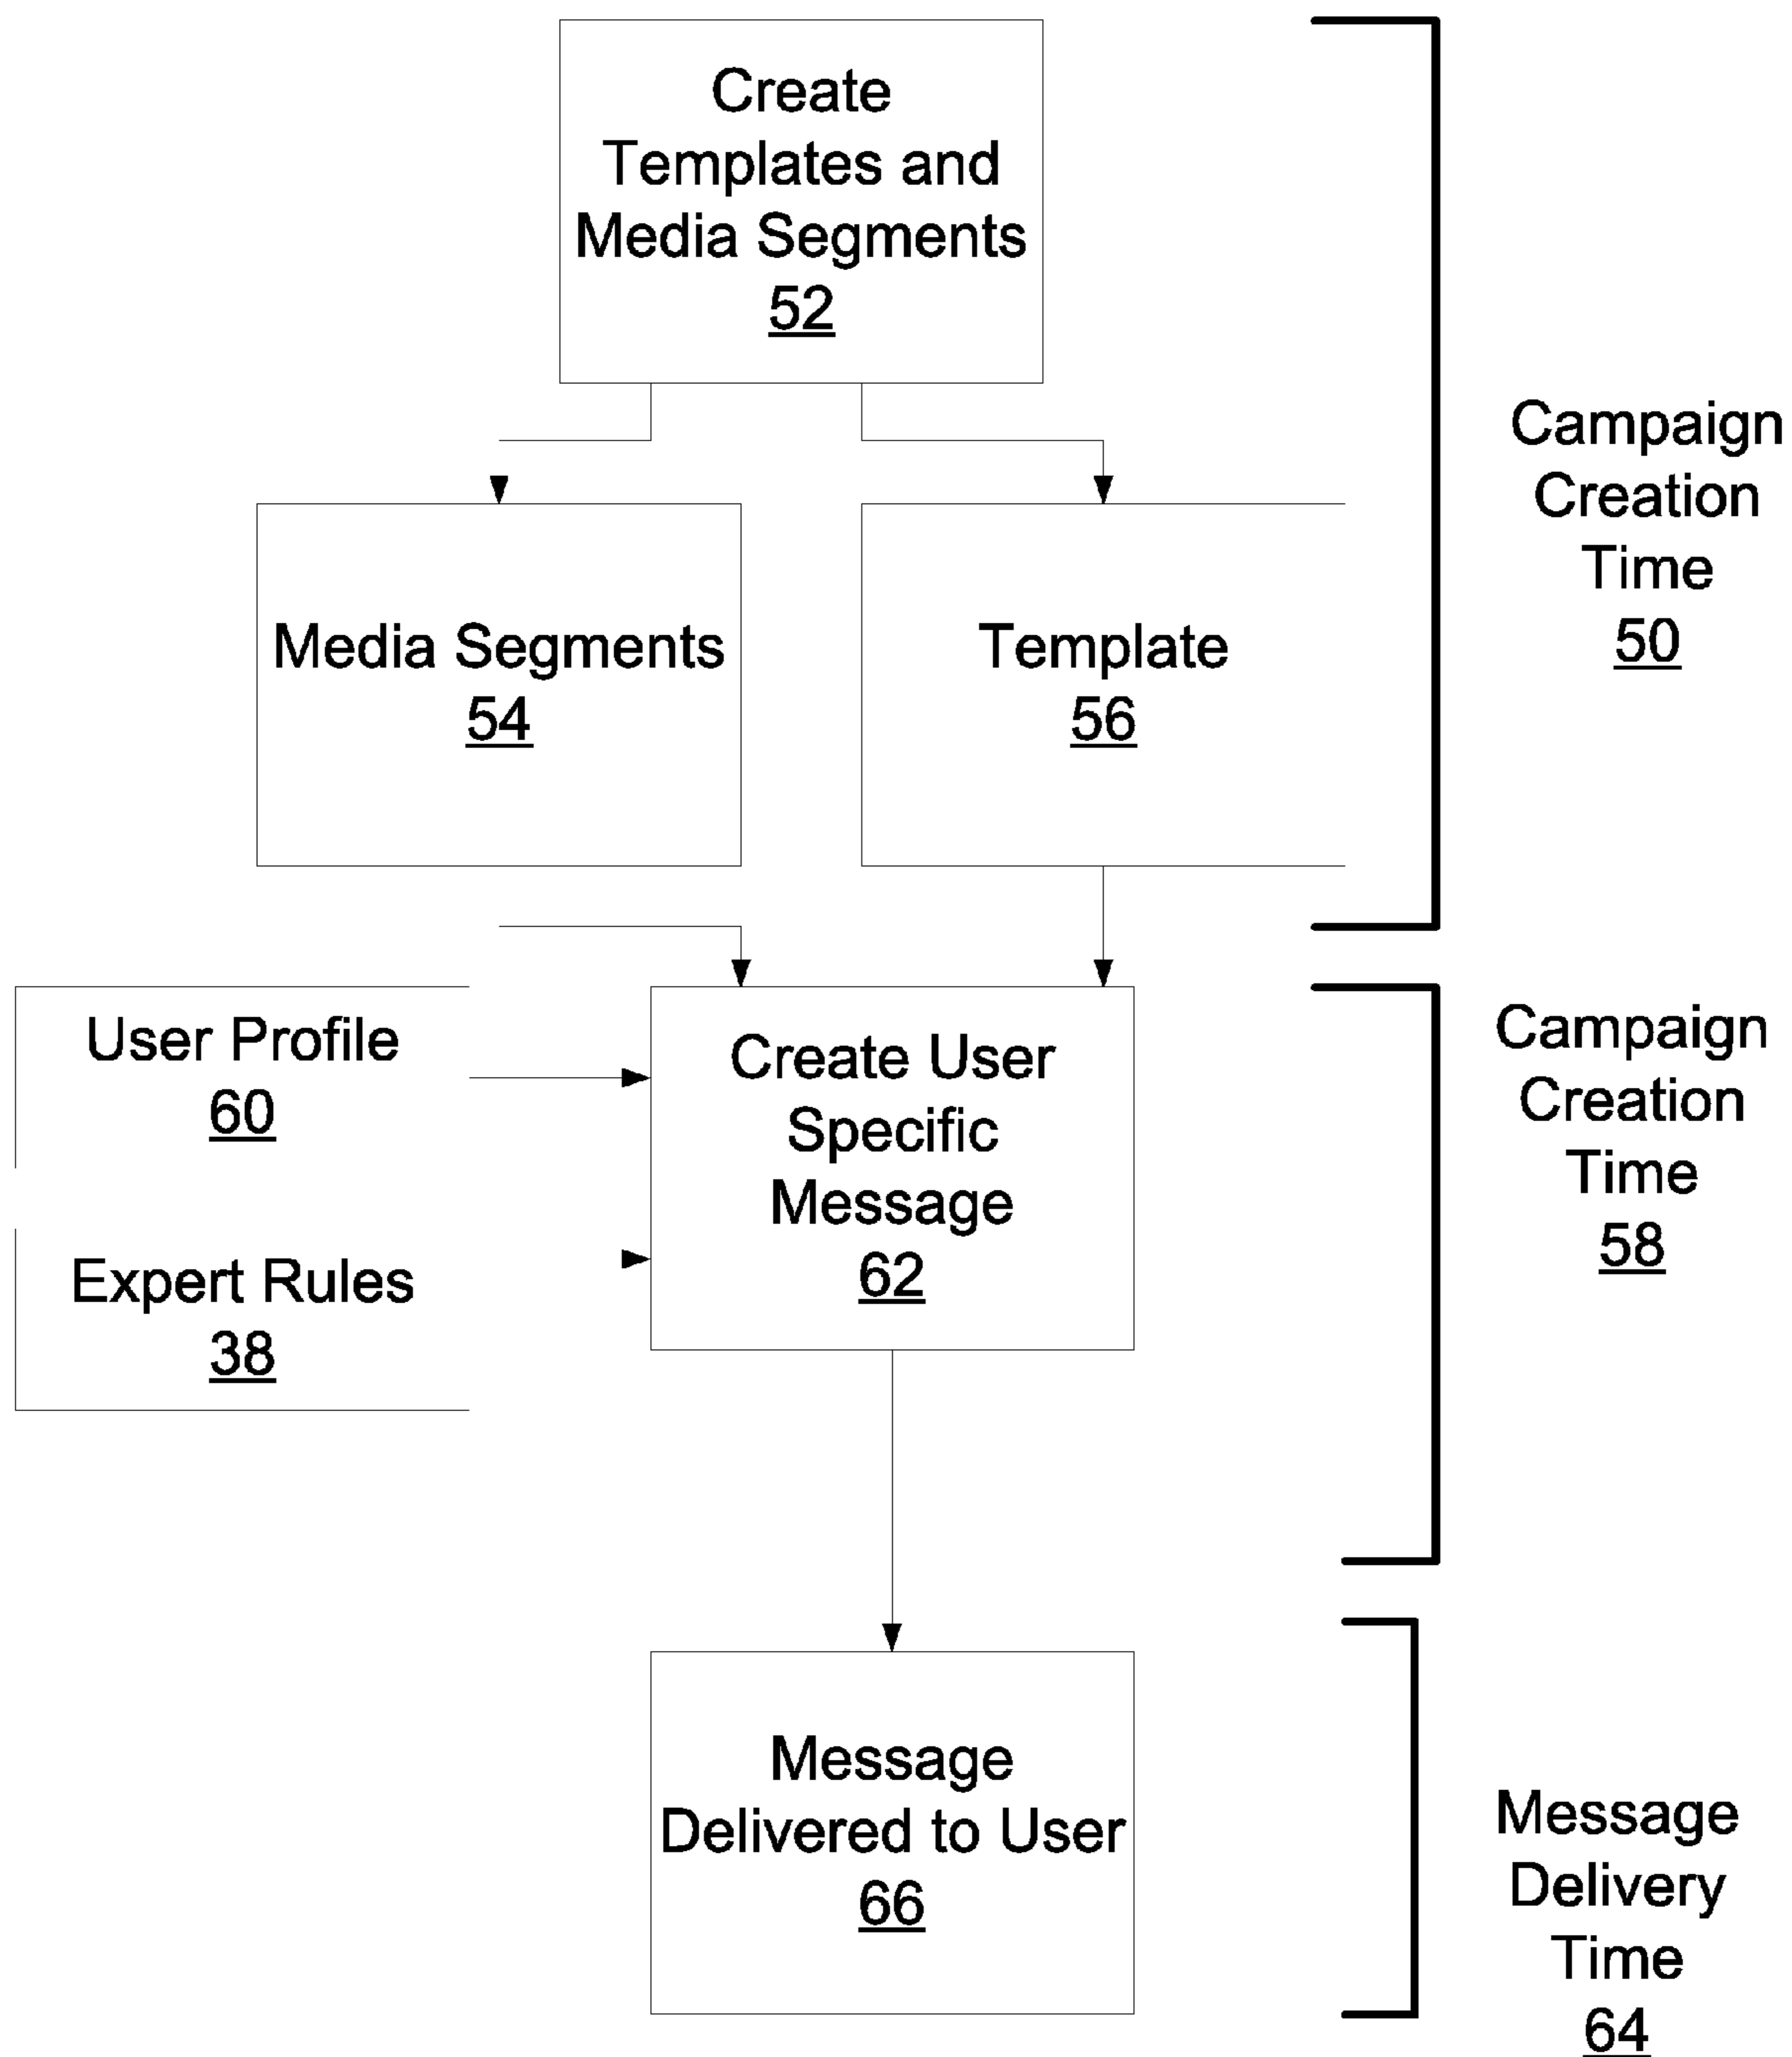 Create
Templates and
Media Segments
52
Campaign
Creation
Time
50
Media Segments
54
Template
56
User Profile
60
Expert Rules
38
Create User
Specific
Message
62
Campaign
Creation
Time
58
Message
Delivered to User
66
Message
Delivery
Time
64